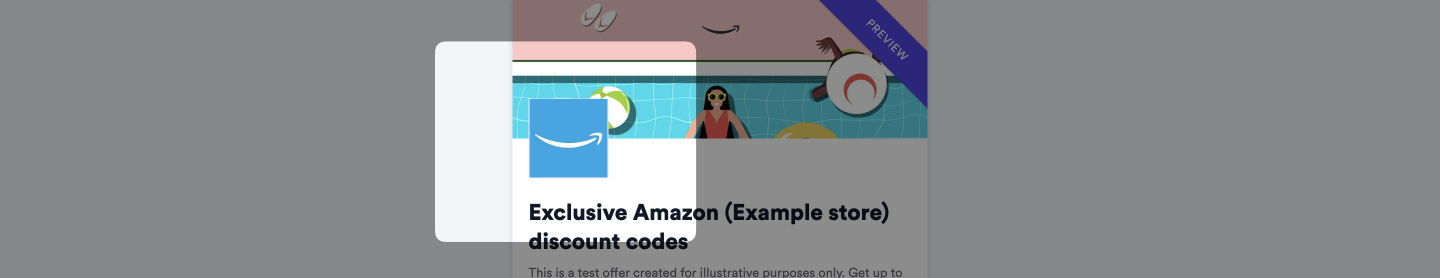 PREVIEW
Exclusive Amazon (Example store)
discount codes
This is a test offer created for illustrative purposes only. Get up to